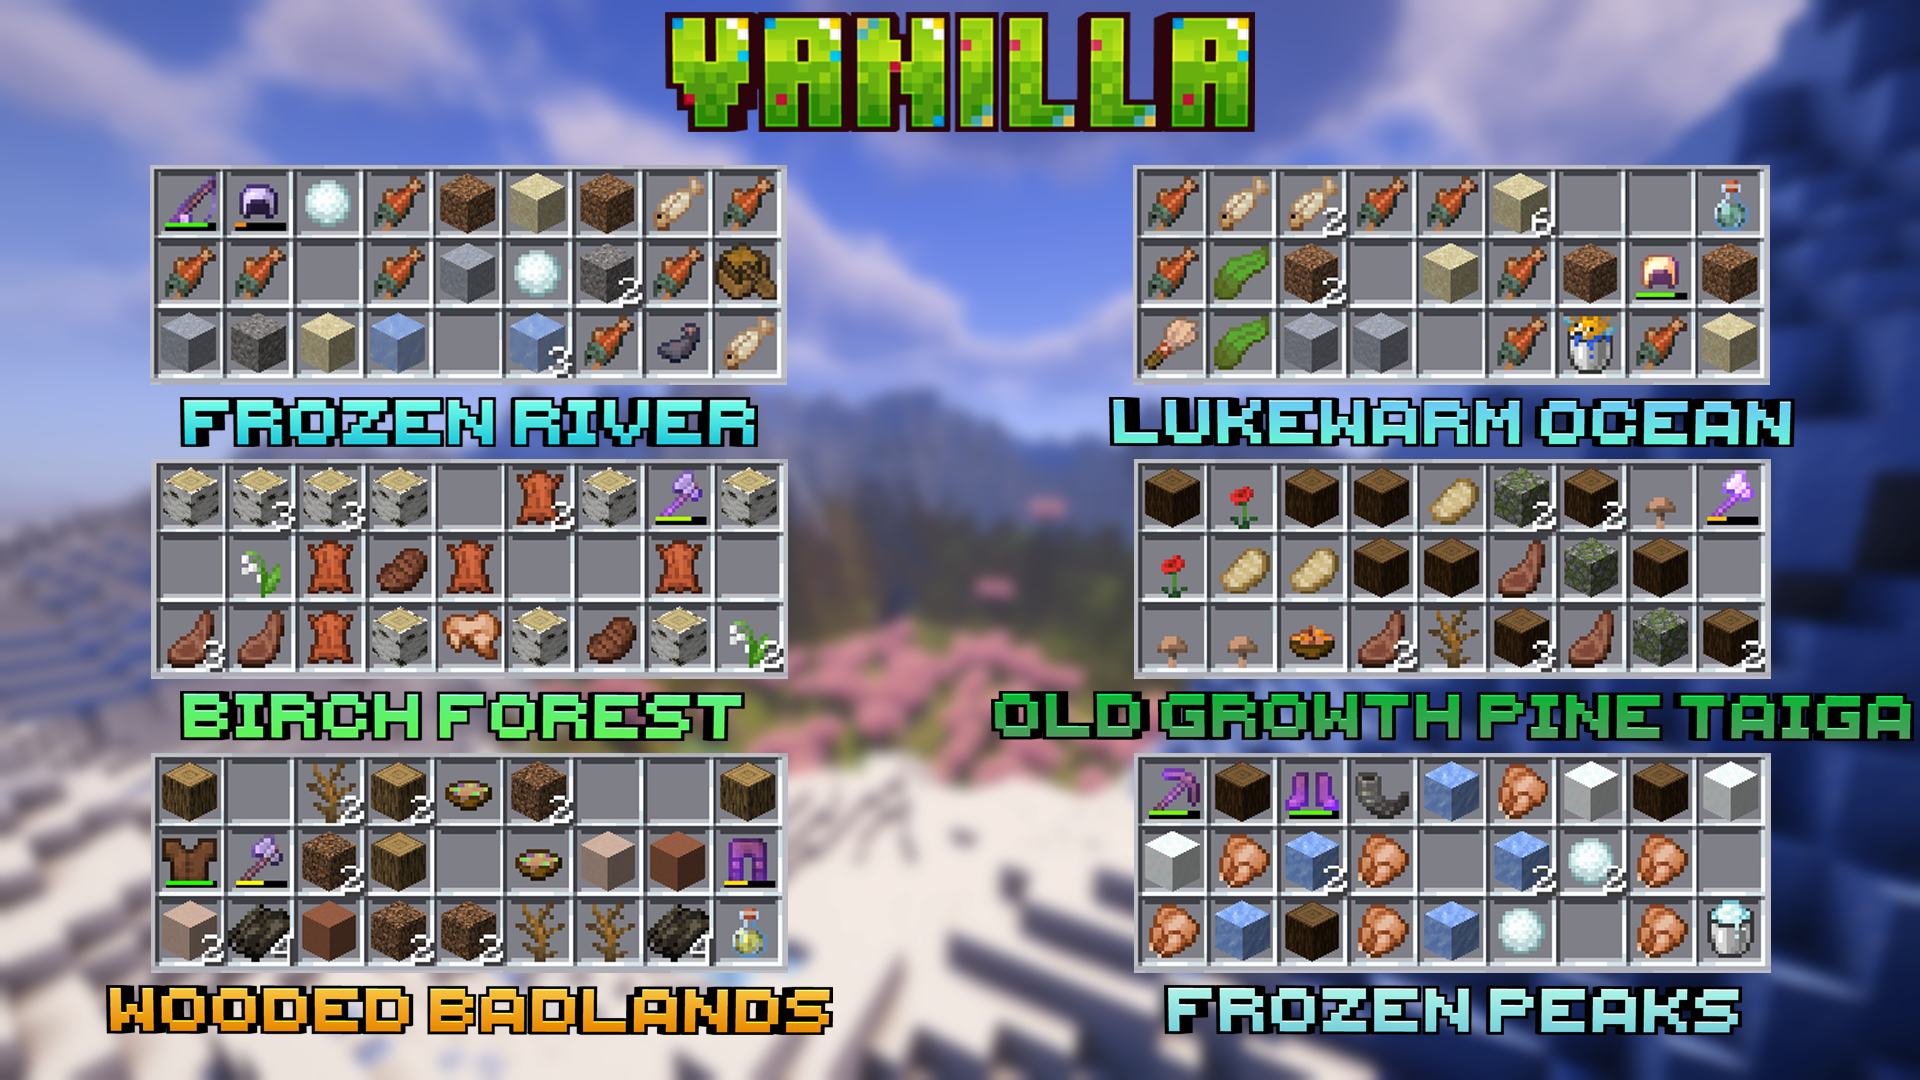 VANILLA
FROZEN RIVER
LUKEWARM OCEAN
BIRCH FOREST
OLD GROWTH PINE TAIGA
WOODED BADLANDS
FROZEN PEAKS